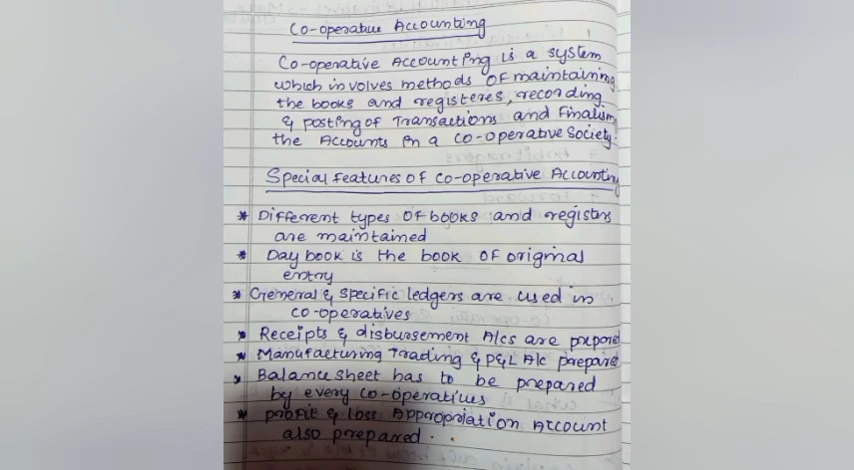 Co-operative Accounting
Co-operative Accounting is a system
which involves methods of maintaining
the books and registeres, recording
& posting of Transactions and Finalism
the Accounts in a co-operative Society.
Special features of co-operative Accounting
* Different types of books and registers
are maintained
* Day book is the book of original
entry
* General & specific ledgers are used in
co-operatives
* Receipts & disbursement A/cs are prepared
* Manufacturing Trading & P&L A/c prepared
* Balance sheet has to be prepared
by every co-operatives
* profit & loss Appropriation Account
also prepared.